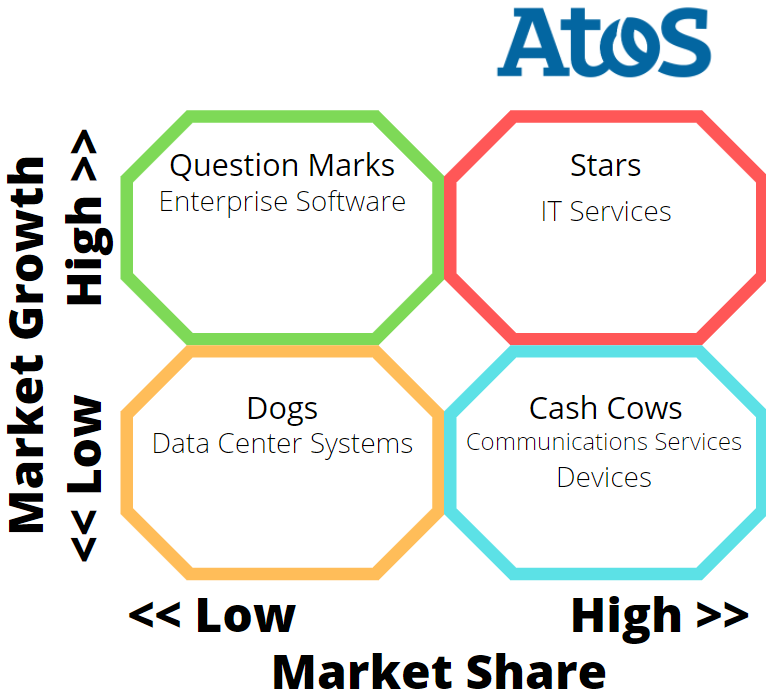 Atos
Question Marks
Enterprise Software
Stars
IT Services
Market Growth
<< Low
High >>
Dogs
Data Center Systems
Cash Cows
Communications Services
Devices
<< Low
High >>
Market Share